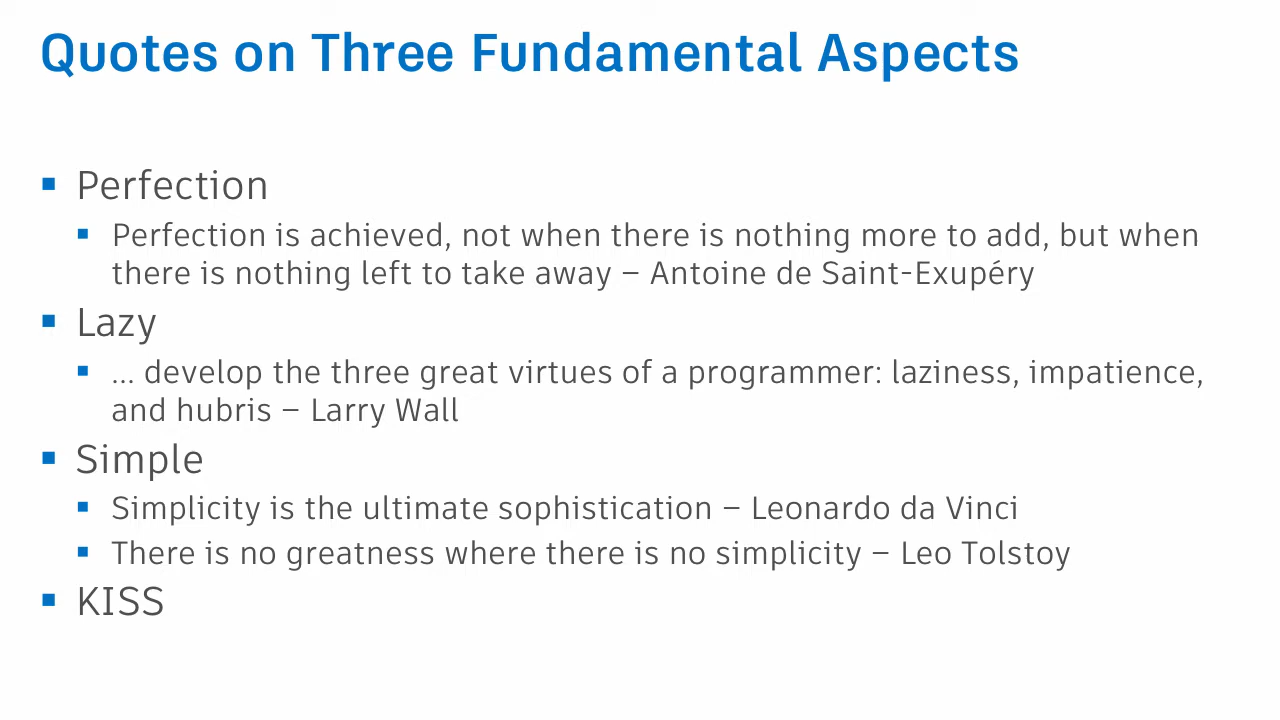 Quotes on Three Fundamental Aspects
Perfection
Perfection is achieved, not when there is nothing more to add, but when
there is nothing left to take away – Antoine de Saint-Exupéry
Lazy
... develop the three great virtues of a programmer: laziness, impatience,
and hubris – Larry Wall
Simple
Simplicity is the ultimate sophistication – Leonardo da Vinci
There is no greatness where there is no simplicity – Leo Tolstoy
KISS